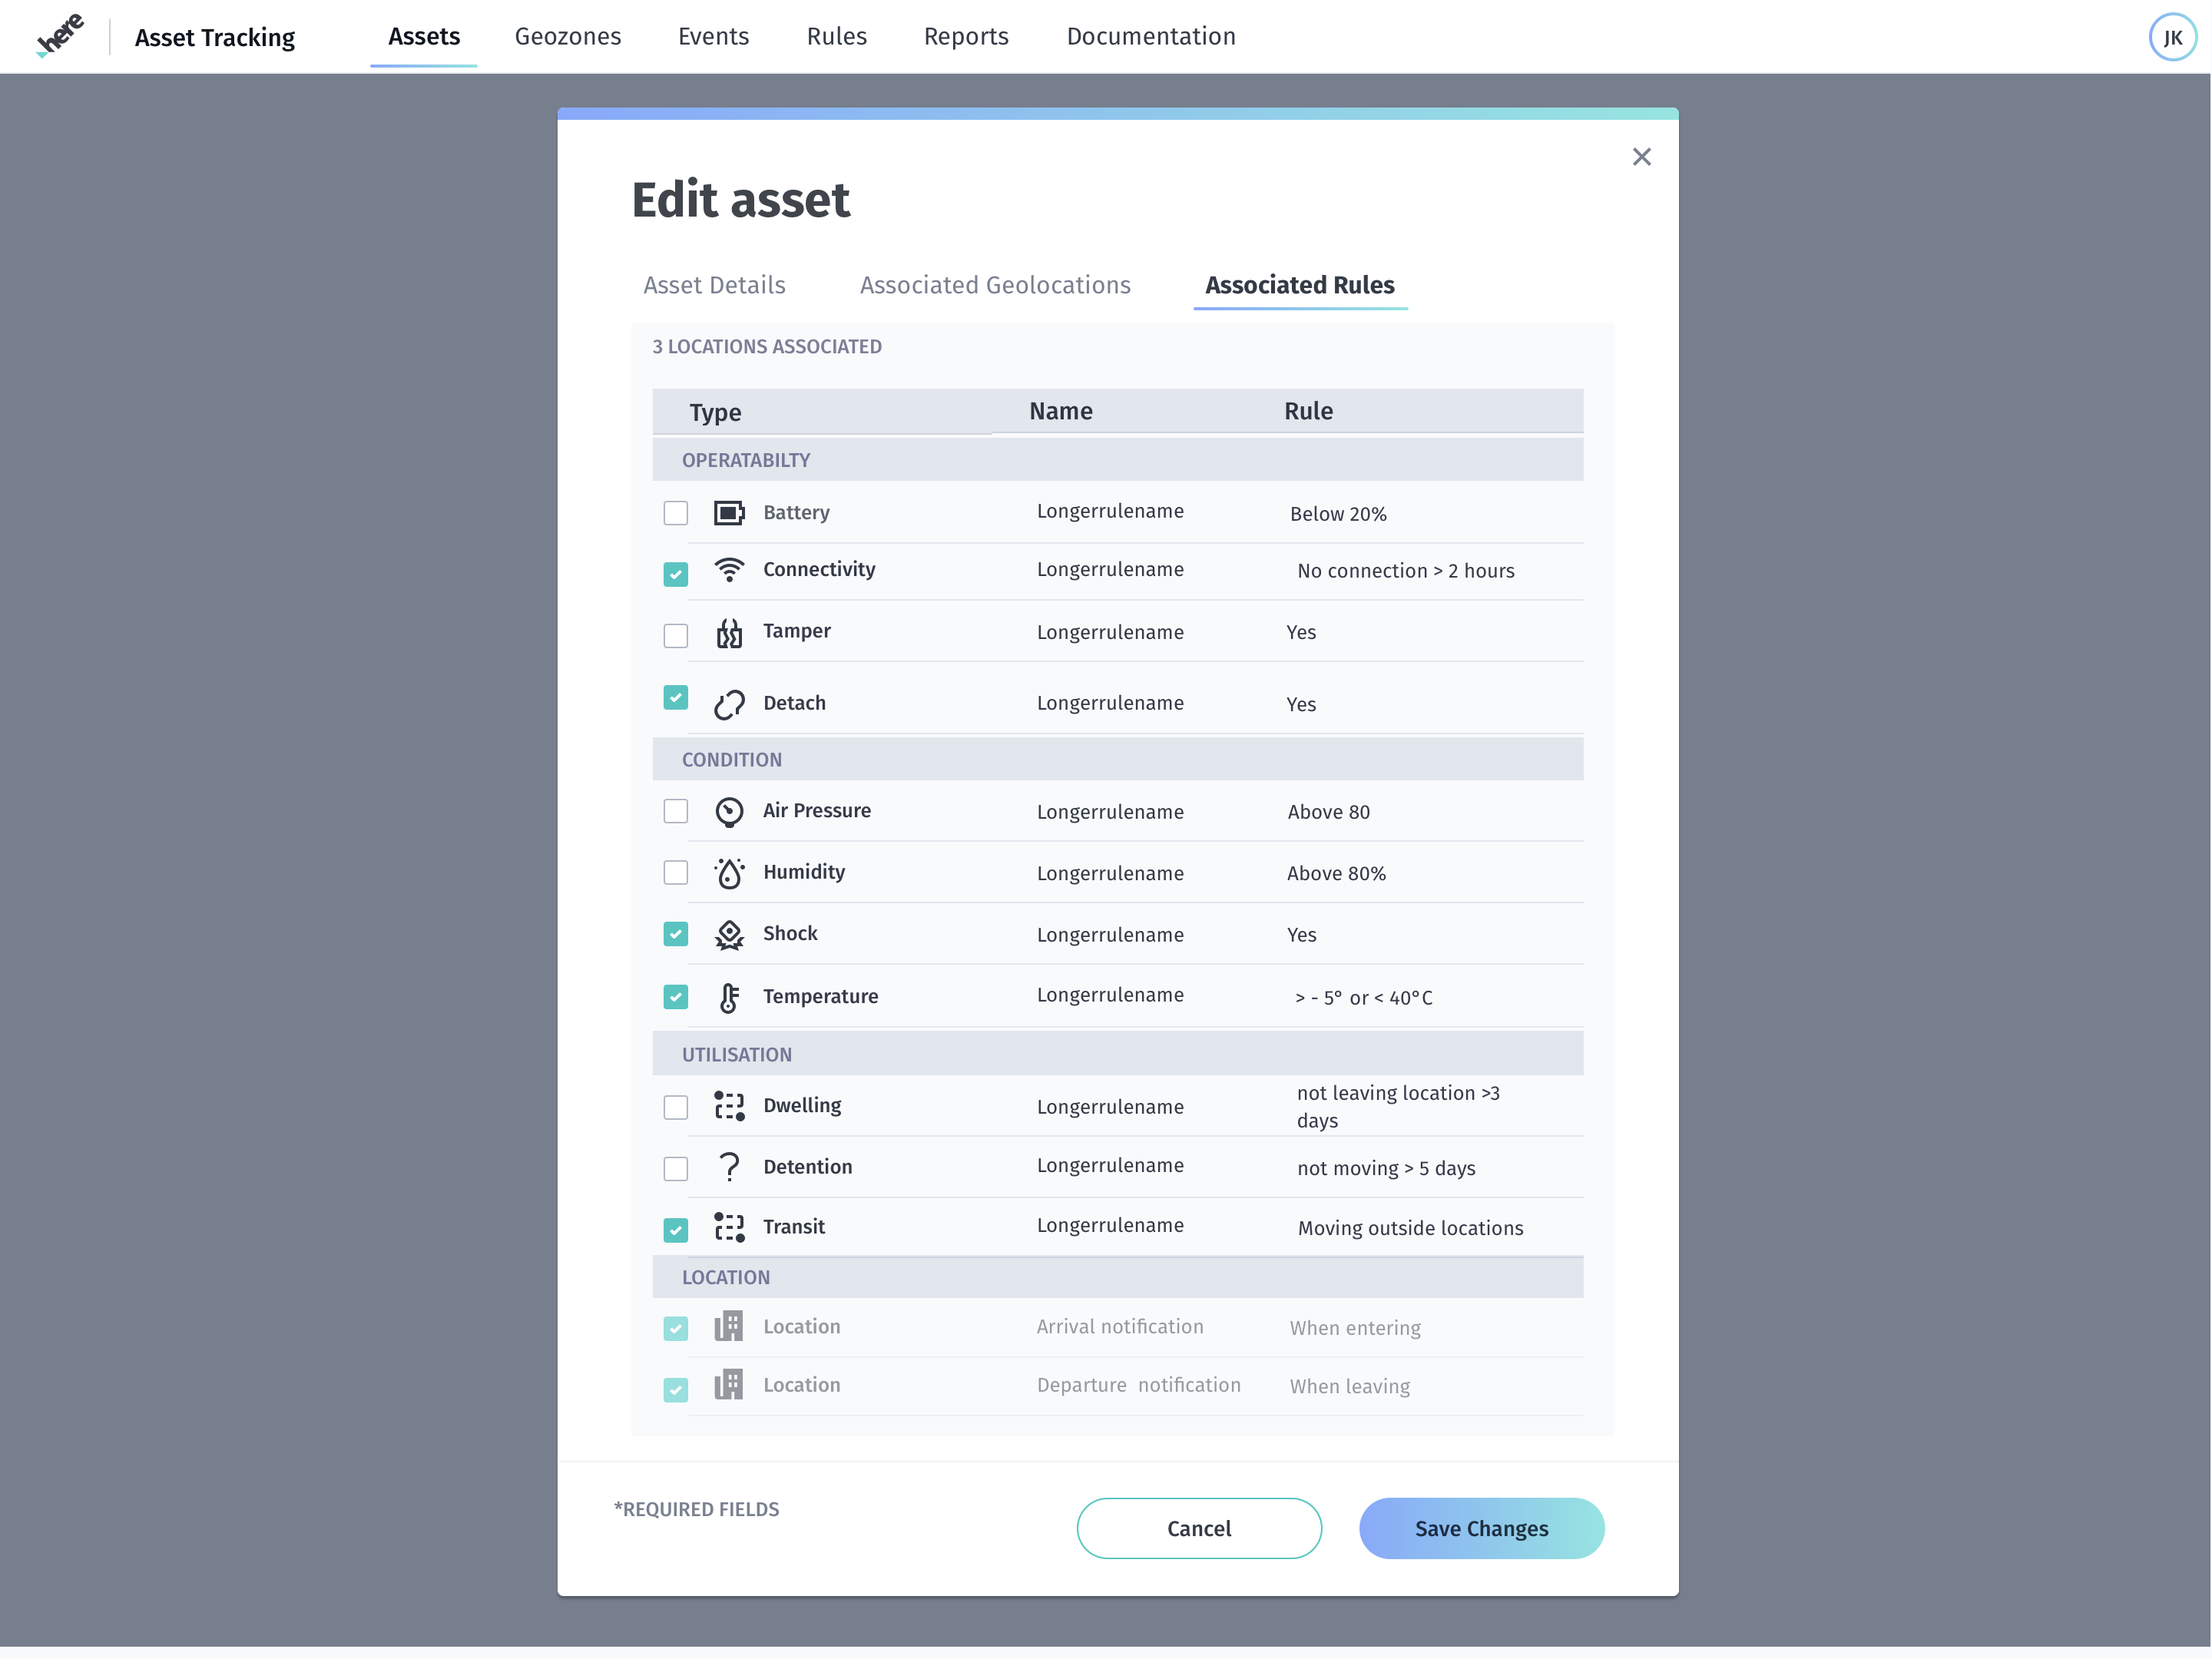 here
Asset Tracking
Assets
Geozones
Events
Rules
Reports
Documentation
JK
Edit asset
Asset Details
Associated Geolocations
Associated Rules
3 LOCATIONS ASSOCIATED
Type Name Rule
OPERATABILTY
Battery Longerrulename Below 20%
Connectivity Longerrulename No connection > 2 hours
Tamper Longerrulename Yes
Detach Longerrulename Yes
CONDITION
Air Pressure Longerrulename Above 80
Humidity Longerrulename Above 80%
Shock Longerrulename Yes
Temperature Longerrulename > - 5° or < 40°C
UTILISATION
Dwelling Longerrulename not leaving location >3
days
Detention Longerrulename not moving > 5 days
Transit Longerrulename Moving outside locations
LOCATION
Location Arrival notification When entering
Location Departure notification When leaving
*REQUIRED FIELDS
Cancel
Save Changes